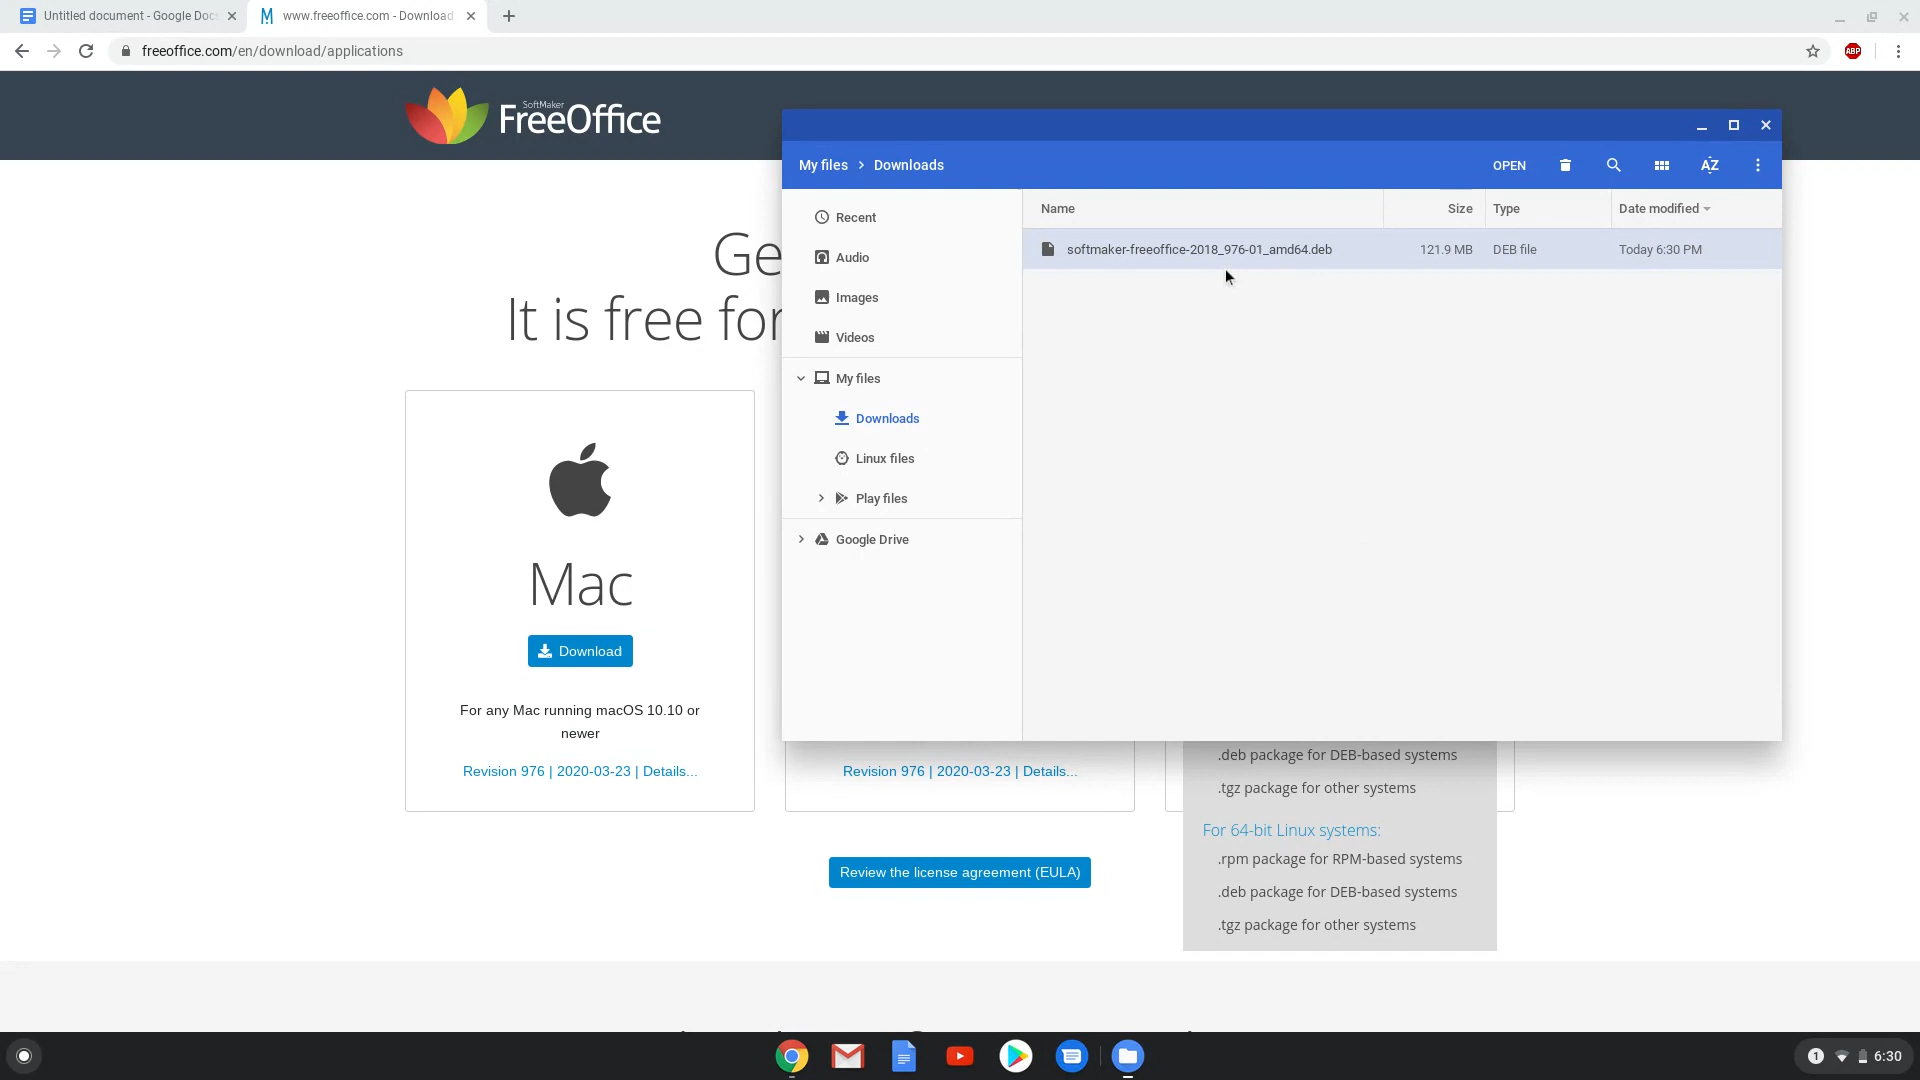 Untitled document - Google Doc
www.freeoffice.com - Download
freeoffice.com/en/download/applications
ABP
SoftMaker
FreeOffice
Ge
It is free for
My files > Downloads
OPEN
AZ
Name Size Type Date modified
softmaker-freeoffice-2018_976-01_amd64.deb 121.9 MB DEB file Today 6:30 PM
Recent
Audio
Images
Videos
My files
Downloads
Linux files
Play files
Google Drive
Mac
Download
For any Mac running macOS 10.10 or
newer
Revision 976 | 2020-03-23 | Details...
Revision 976 | 2020-03-23 | Details...
.deb package for DEB-based systems
.tgz package for other systems
For 64-bit Linux systems:
.rpm package for RPM-based systems
.deb package for DEB-based systems
.tgz package for other systems
Review the license agreement (EULA)
1 6:30